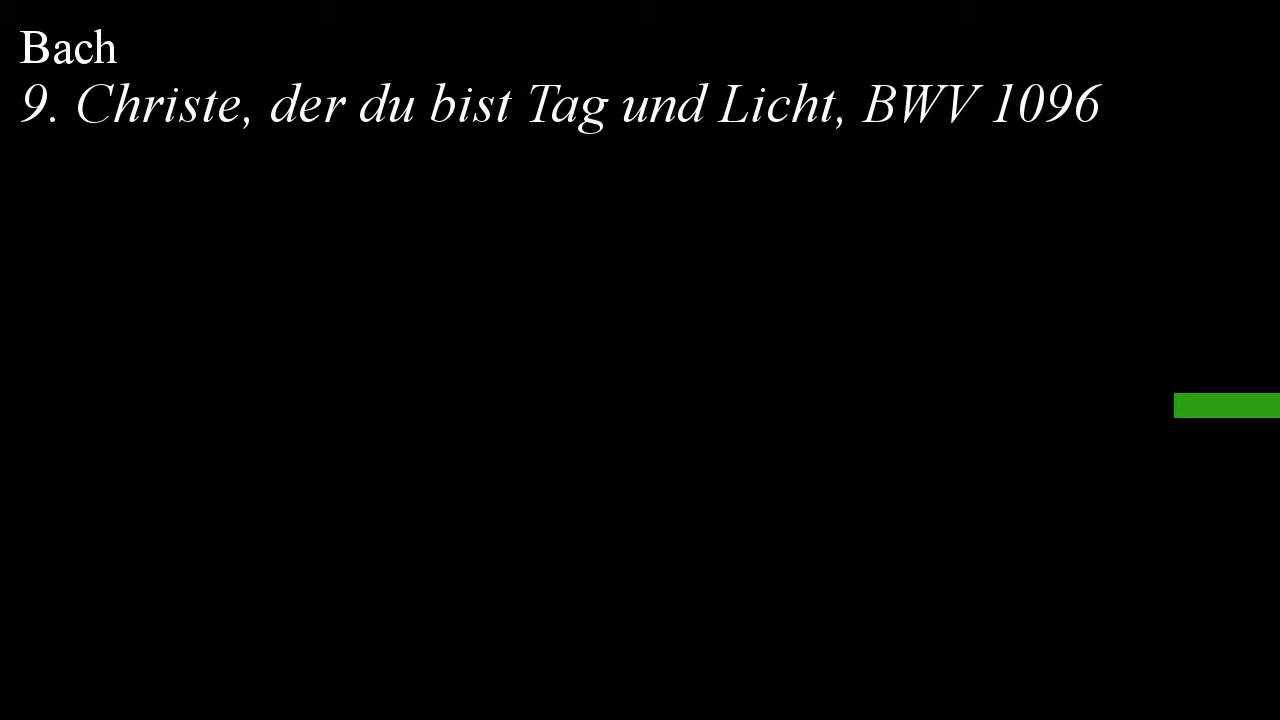 Bach
9. Christe, der du bist Tag und Licht, BWV 1096